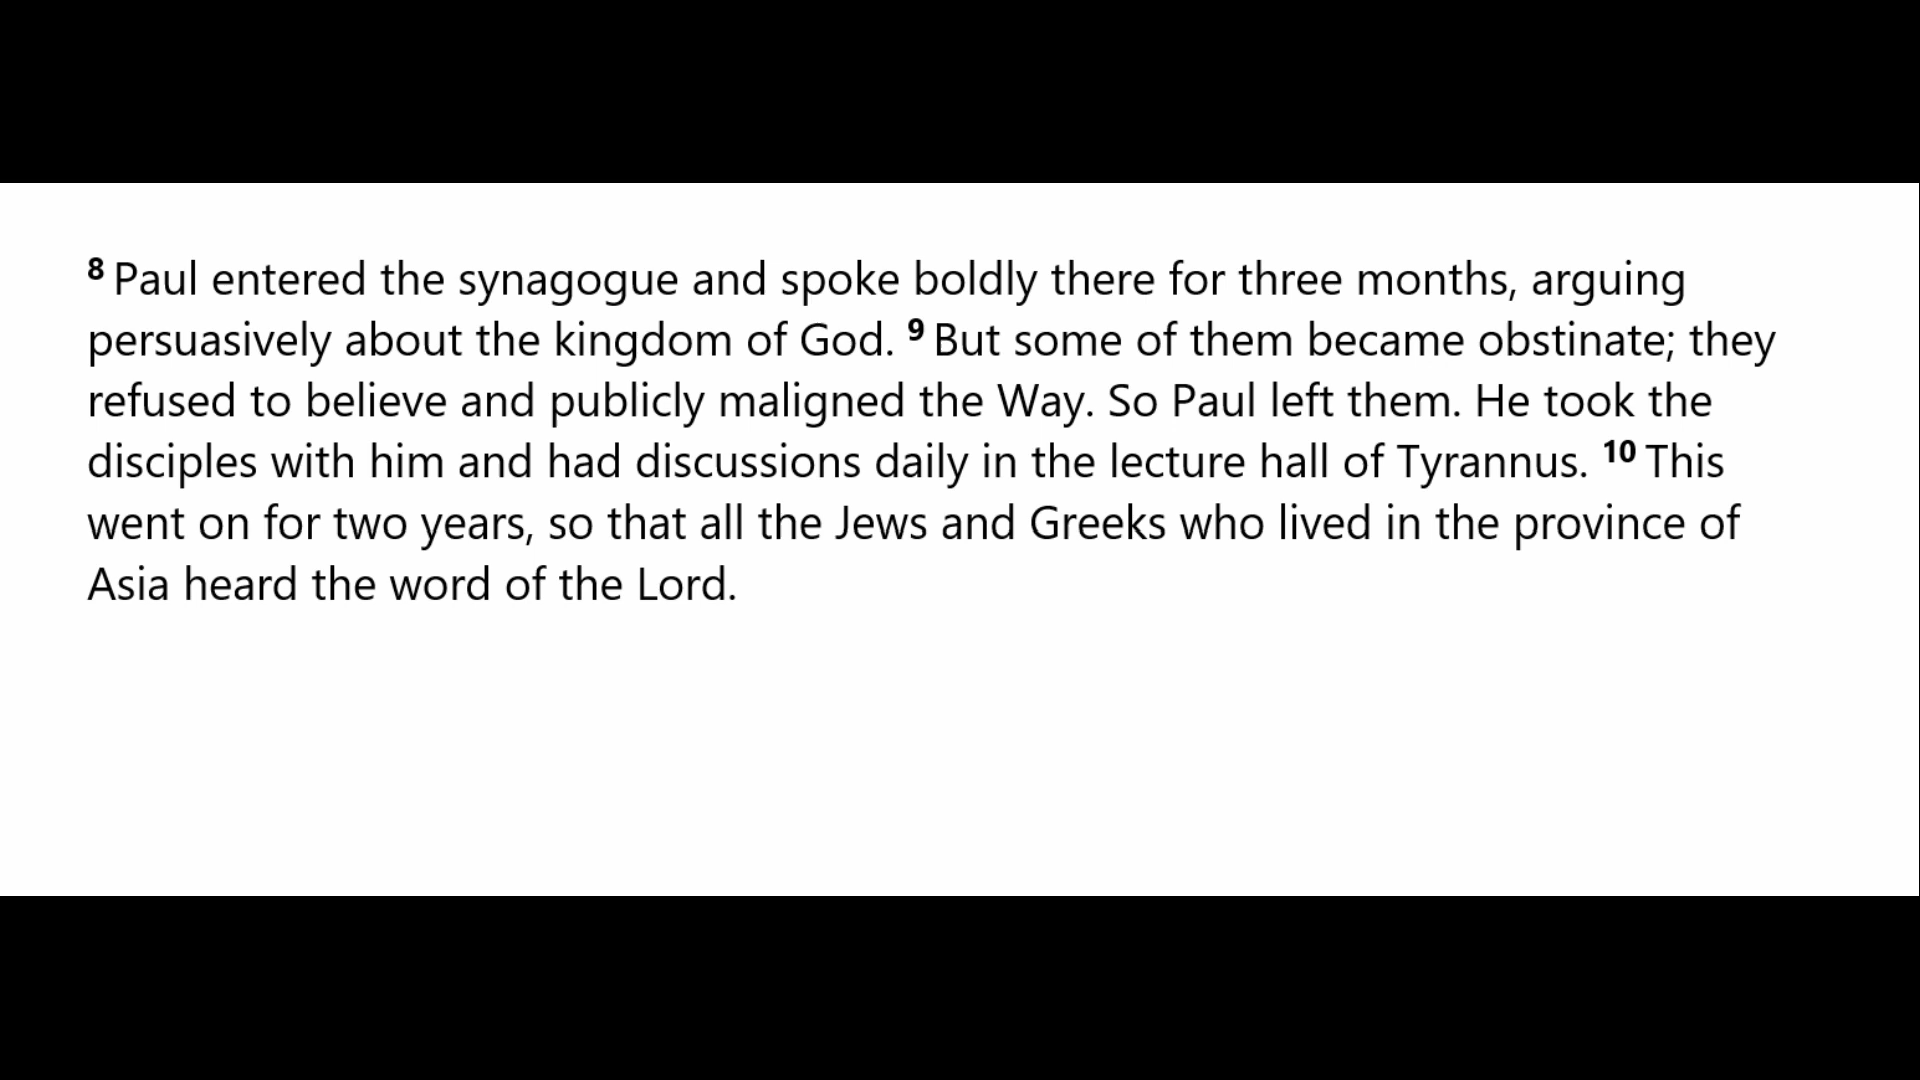 8 Paul entered the synagogue and spoke boldly there for three months, arguing
persuasively about the kingdom of God. 9 But some of them became obstinate; they
refused to believe and publicly maligned the Way. So Paul left them. He took the
disciples with him and had discussions daily in the lecture hall of Tyrannus. 10 This
went on for two years, so that all the Jews and Greeks who lived in the province of
Asia heard the word of the Lord.